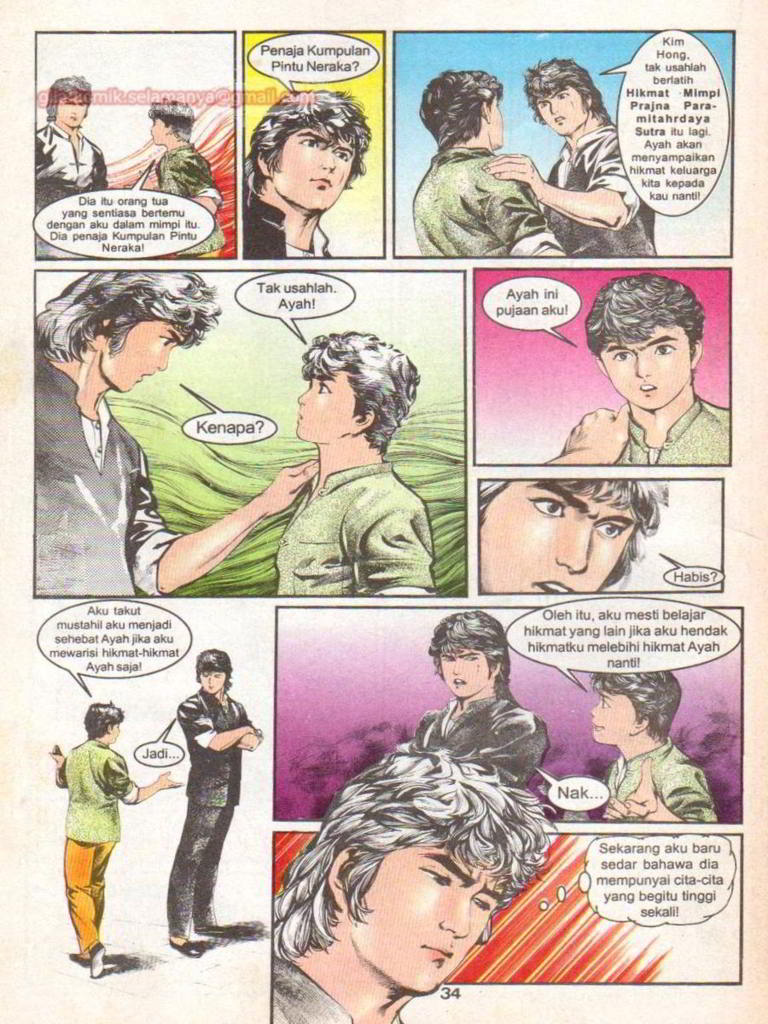 Dia itu orang tua
yang sentiasa bertemu
dengan aku dalam mimpi itu.
Dia penaja Kumpulan Pintu
Neraka!
Penaja Kumpulan
Pintu Neraka?
Kim
Hong,
tak usahlah
berlatih
Hikmat Mimpi
Prajna Para-
mitahrdaya
Sutra itu lagi.
Ayah akan
menyampaikan
hikmat keluarga
kita kepada
kau nanti!
Tak usahlah.
Ayah!
Kenapa?
Ayah ini
pujaan aku!
Habis?
Aku takut
mustahil aku menjadi
sehebat Ayah jika aku
mewarisi hikmat-hikmat
Ayah saja!
Jadi...
Oleh itu, aku mesti belajar
hikmat yang lain jika aku hendak
hikmatku melebihi hikmat Ayah
nanti!
Nak...
Sekarang aku baru
sedar bahawa dia
mempunyai cita-cita
yang begitu tinggi
sekali!
34